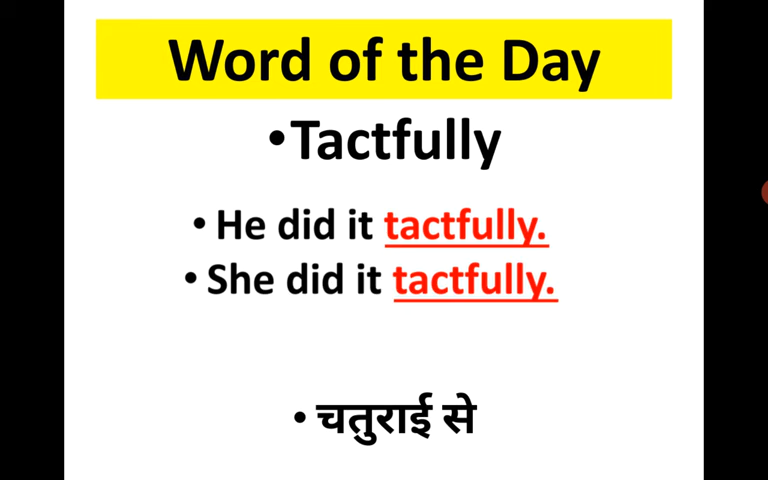 Word of the Day
•Tactfully
• He did it tactfully.
• She did it tactfully.
• चतुराई से